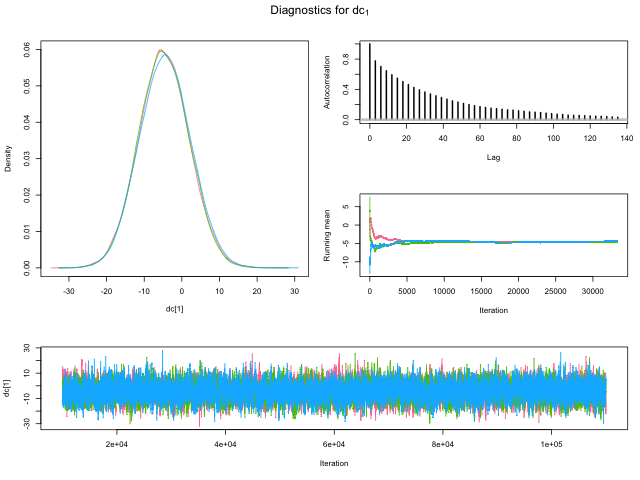 Diagnostics for dc1
Density
0.00 0.01 0.02 0.03 0.04 0.05 0.06
-30 -20 -10 0 10 20 30
dc[1]
Autocorrelation
0.0 0.4 0.8
0 20 40 60 80 100 120 140
Lag
Running mean
-10 -5 0 5
0 5000 10000 15000 20000 25000 30000
Iteration
dc[1]
-30 -10 10 30
2e+04 4e+04 6e+04 8e+04 1e+05
Iteration